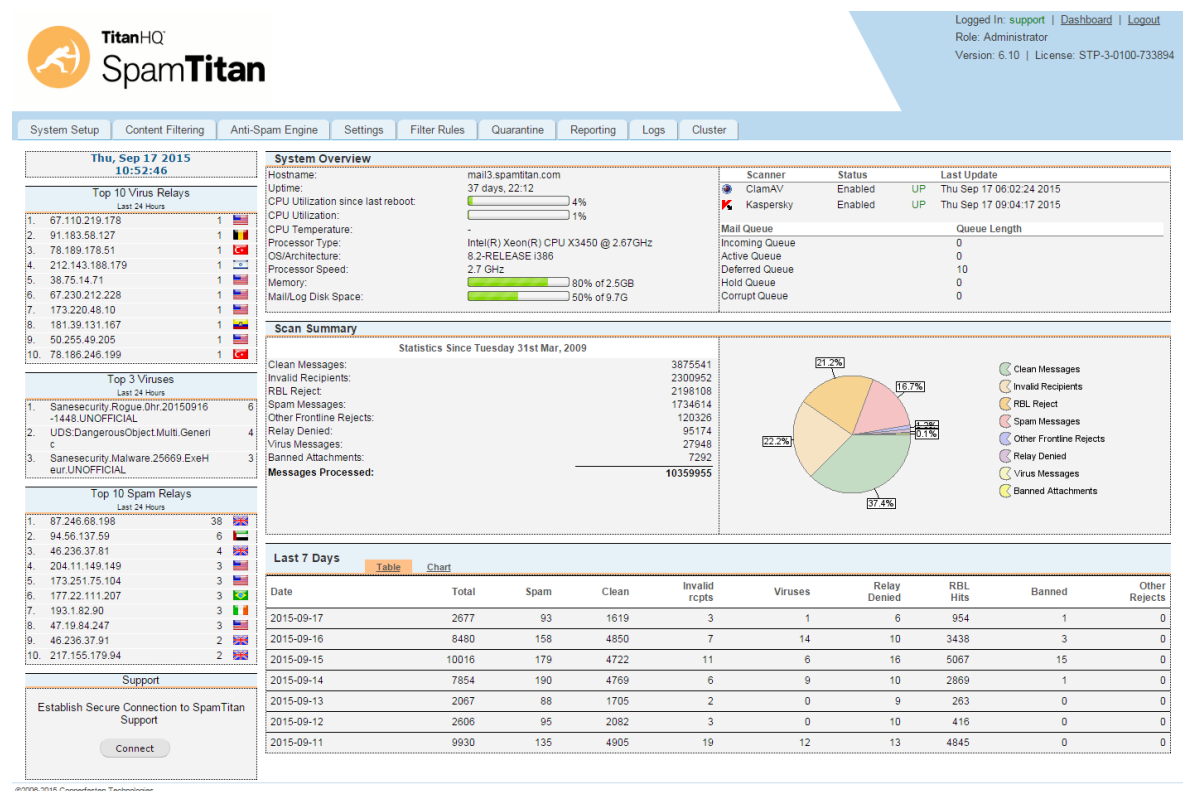 TitanHQ
SpamTitan
Logged In: support | Dashboard | Logout
Role: Administrator
Version: 6.10 | License: STP-3-0100-733894
System Setup Content Filtering Anti-Spam Engine Settings Filter Rules Quarantine Reporting Logs Cluster
Thu, Sep 17 2015
10:52:46
Top 10 Virus Relays
Last 24 Hours
1. 67.110.219.178 1
2. 91.183.58.127 1
3. 78.189.178.51 1
4. 212.143.188.179 1
5. 38.75.14.71 1
6. 67.230.212.228 1
7. 173.220.48.10 1
8. 181.39.131.167 1
9. 50.255.49.205 1
10. 78.186.246.199 1
Top 3 Viruses
Last 24 Hours
1. Sanesecurity.Rogue.0hr.20150916 6
-1448.UNOFFICIAL
2. UDS:DangerousObject.Multi.Generi 4
c
3. Sanesecurity.Malware.25669.ExeH 3
eur.UNOFFICIAL
Top 10 Spam Relays
Last 24 Hours
1. 87.246.68.198 38
2. 94.56.137.59 6
3. 46.236.37.81 4
4. 204.11.149.149 3
5. 173.251.75.104 3
6. 177.22.111.207 3
7. 193.1.82.90 3
8. 47.19.84.247 3
9. 46.236.37.91 2
10. 217.155.179.94 2
Support
Establish Secure Connection to SpamTitan
Support
Connect
System Overview
Hostname: mail3.spamtitan.com
Uptime: 37 days, 22:12
CPU Utilization since last reboot: 4%
CPU Utilization: 1%
CPU Temperature: -
Processor Type: Intel(R) Xeon(R) CPU X3450 @ 2.67GHz
OS/Architecture: 8.2-RELEASE i386
Processor Speed: 2.7 GHz
Memory: 80% of 2.5GB
Mail/Log Disk Space: 50% of 9.7G
Scanner Status Last Update
ClamAV Enabled UP Thu Sep 17 06:02:24 2015
Kaspersky Enabled UP Thu Sep 17 09:04:17 2015
Mail Queue Queue Length
Incoming Queue 0
Active Queue 0
Deferred Queue 10
Hold Queue 0
Corrupt Queue 0
Scan Summary
Statistics Since Tuesday 31st Mar, 2009
Clean Messages: 3875541
Invalid Recipients: 2300952
RBL Reject: 2198108
Spam Messages: 1734614
Other Frontline Rejects: 120326
Relay Denied: 95174
Virus Messages: 27948
Banned Attachments: 7292
Messages Processed: 10359955
21.2%
16.7%
0.1%
22.2%
37.4%
Clean Messages
Invalid Recipients
RBL Reject
Spam Messages
Other Frontline Rejects
Relay Denied
Virus Messages
Banned Attachments
Last 7 Days Table Chart
Date Total Spam Clean Invalid rcpts Viruses Relay Denied RBL Hits Banned Other Rejects
2015-09-17 2677 93 1619 3 1 6 954 1 0
2015-09-16 8480 158 4850 7 14 10 3438 3 0
2015-09-15 10016 179 4722 11 6 16 5067 15 0
2015-09-14 7854 190 4769 6 9 10 2869 1 0
2015-09-13 2067 88 1705 2 0 9 263 0 0
2015-09-12 2606 95 2082 3 0 10 416 0 0
2015-09-11 9930 135 4905 19 12 13 4845 0 0